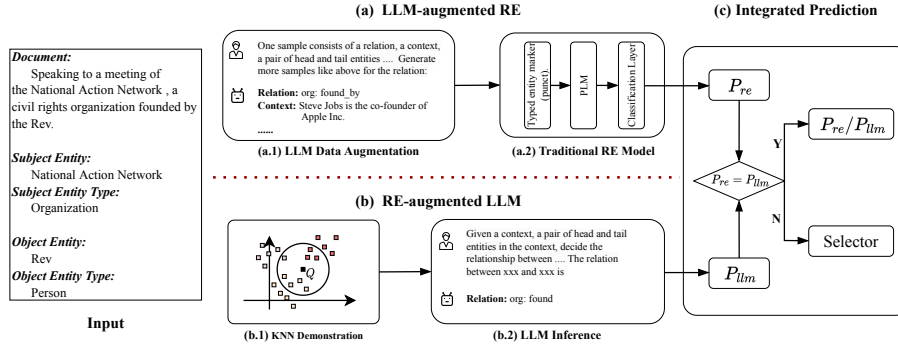 Document:
Speaking to a meeting of
the National Action Network , a
civil rights organization founded by
the Rev.
Subject Entity:
National Action Network
Subject Entity Type:
Organization
Object Entity:
Rev
Object Entity Type:
Person
Input
(a) LLM-augmented RE
One sample consists of a relation, a context,
a pair of head and tail entities .... Generate
more samples like above for the relation:
Relation: org: found_by
Context: Steve Jobs is the co-founder of
Apple Inc.
......
(a.1) LLM Data Augmentation
Typed entity marker
(punct).
PLM
Classification Layer
(a.2) Traditional RE Model
(b) RE-augmented LLM
Q
(b.1) KNN Demonstration
Given a context, a pair of head and tail
entities in the context, decide the
relationship between .... The relation
between xxx and xxx is
Relation: org: found
(b.2) LLM Inference
(c) Integrated Prediction
P_re
P_re = P_llm
P_llm
Y
N
P_re/P_llm
Selector